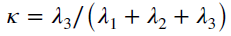 κ = λ₃/(λ₁ + λ₂ + λ₃)